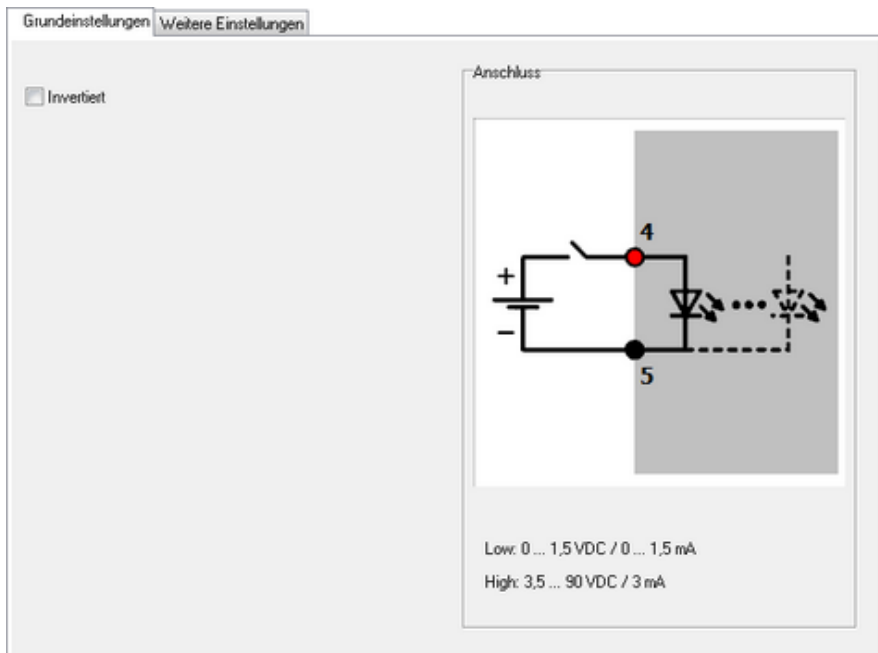 Grundeinstellungen Weitere Einstellungen
Invertiert
Anschluss
4
+
−
5
Low: 0 ... 1,5 VDC / 0 ... 1,5 mA
High: 3,5 ... 90 VDC / 3 mA